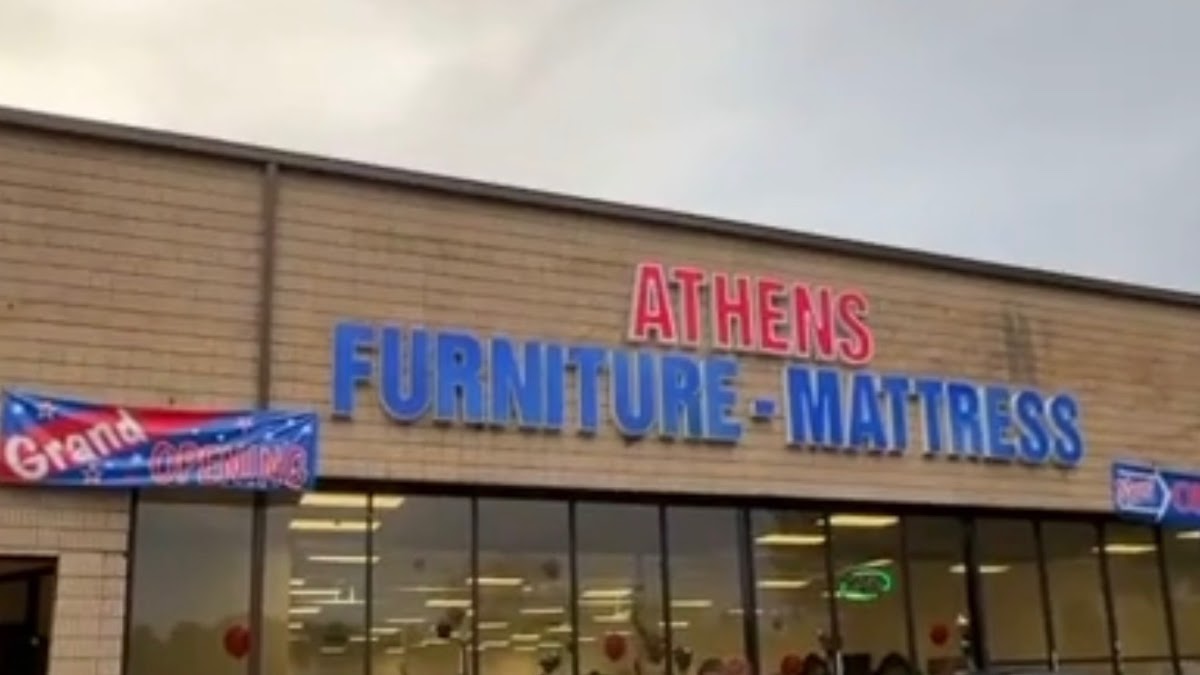 ATHENS
FURNITURE - MATTRESS
Grand
OPENING